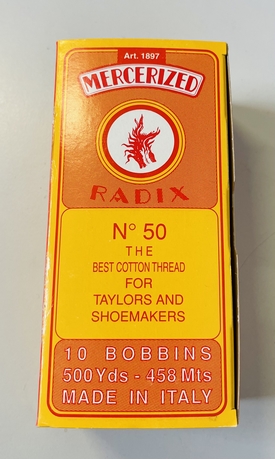 Art. 1897
MERCERIZED
RADIX
N° 50
THE
BEST COTTON THREAD
FOR
TAYLORS AND
SHOEMAKERS
10 BOBBINS
500 Yds - 458 Mts
MADE IN ITALY